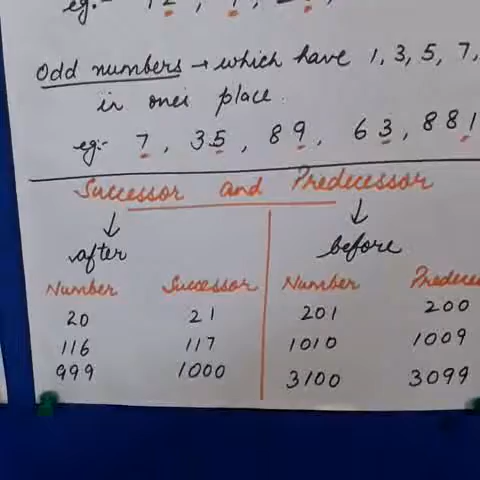 eg:-
Odd numbers → which have 1, 3, 5, 7,
in ones place.
eg:- 7, 35, 89, 63, 881
Successor and Predecessor
↓ ↓
after before
Number Successor Number
20 21 201 200
116 117 1010 1009
999 1000 3100 3099